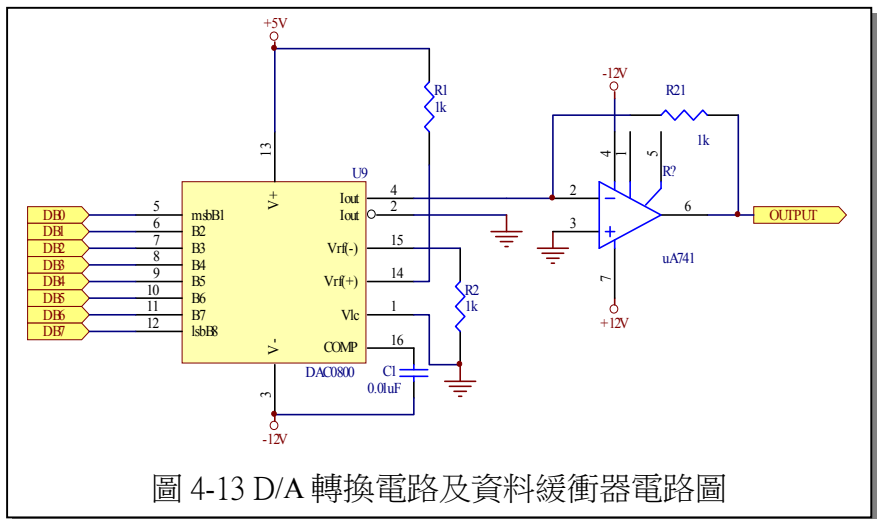 +5V
R1
1k
-12V
R21
1k
13
V+
U9
4
1
5
R?
DB0
DB1
DB2
DB3
DB4
DB5
DB6
DB7
5
6
7
8
9
10
11
12
msbB1
B2
B3
B4
B5
B6
B7
lsbB8
Iout
Iout
Vrf(-)
Vrf(+)
Vlc
COMP
4
2
15
14
1
16
2
3
6
7
OUTPUT
uA741
+12V
R2
1k
V-
3
DAC0800
C1
0.01uF
-12V
圖 4-13 D/A 轉換電路及資料緩衝器電路圖